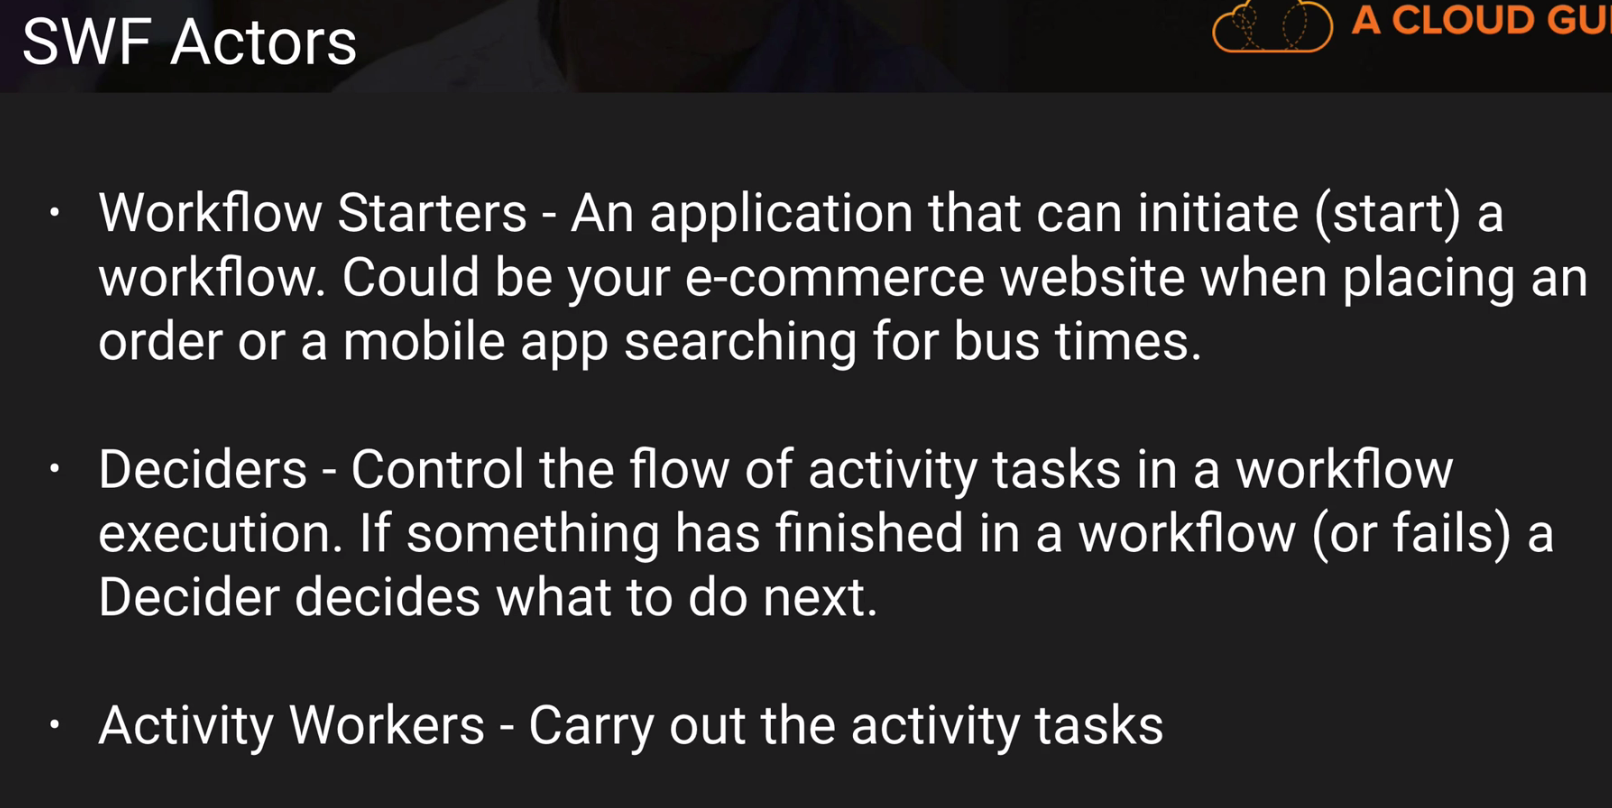 SWF Actors
A CLOUD
• Workflow Starters - An application that can initiate (start) a
workflow. Could be your e-commerce website when placing an
order or a mobile app searching for bus times.
• Deciders - Control the flow of activity tasks in a workflow
execution. If something has finished in a workflow (or fails) a
Decider decides what to do next.
• Activity Workers - Carry out the activity tasks